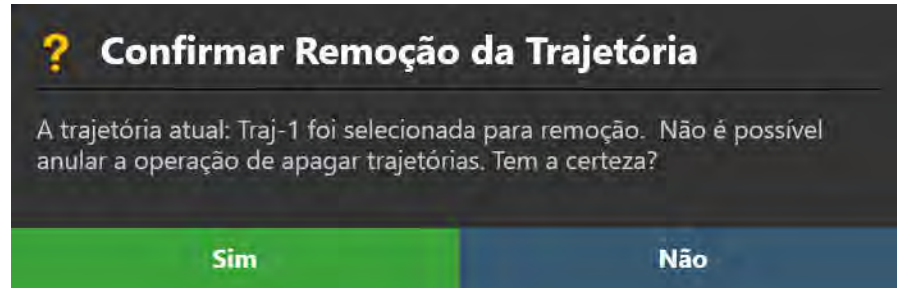 ? Confirmar Remoção da Trajetória
A trajetória atual: Traj-1 foi selecionada para remoção. Não é possível
anular a operação de apagar trajetórias. Tem a certeza?
Sim Não